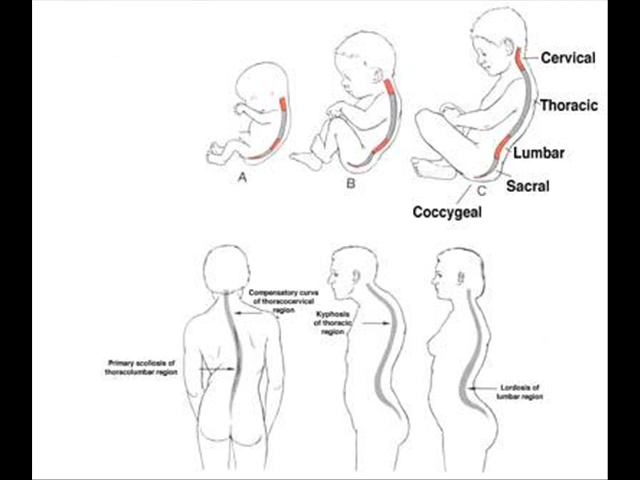 Cervical
Thoracic
Lumbar
A
B
C
Sacral
Coccygeal
Compensatory curve
of thoracocervical
region
Kyphosis
of thoracic
region
Primary scoliosis of
thoracolumbar region
Lordosis of
lumbar region